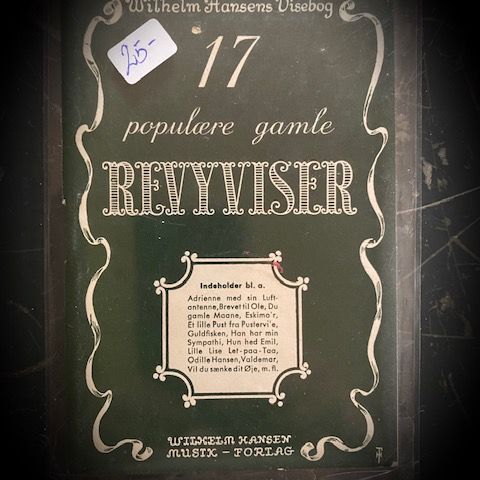 Wilhelm Hansens Visebog
25-
17
populære gamle
REVYVISER
Indeholder bl. a.
Adrienne med sin Luft-
antenne, Brevet til Ole, Du
gamle Maane, Eskimo'r,
Et lille Pust fra Pustervi'e,
Guldfisken, Han har min
Sympathi, Hun hed Emil,
Lille Lise Let-paa-Taa,
Odille Hansen, Valdemar,
Vil du sænke dit Øje, m. fl.
WILHELM HANSEN
MUSIK - FORLAG